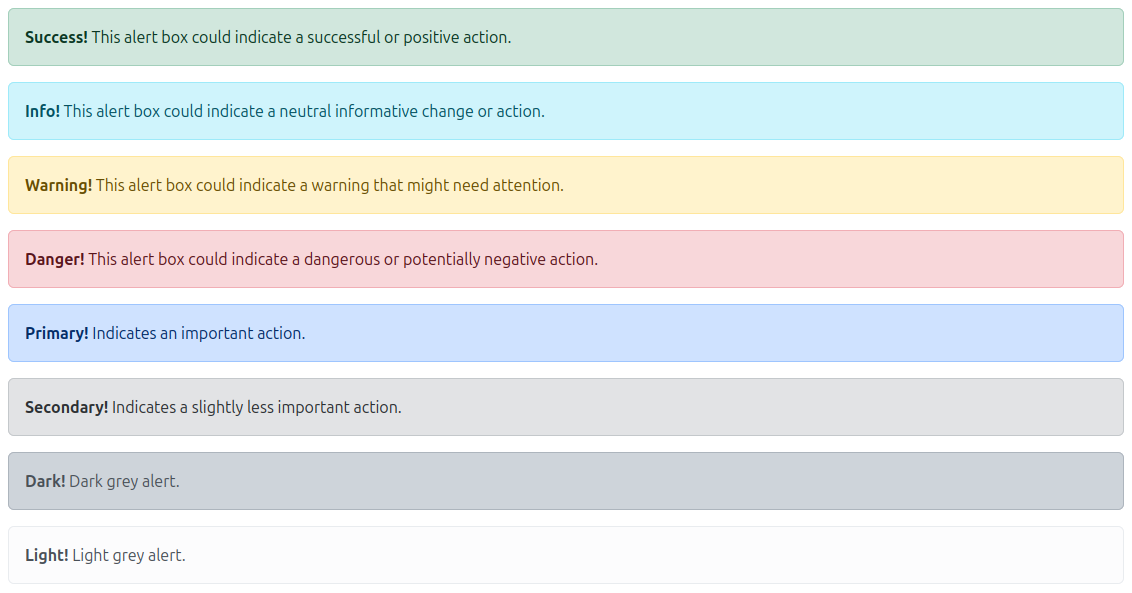 Success! This alert box could indicate a successful or positive action.
Info! This alert box could indicate a neutral informative change or action.
Warning! This alert box could indicate a warning that might need attention.
Danger! This alert box could indicate a dangerous or potentially negative action.
Primary! Indicates an important action.
Secondary! Indicates a slightly less important action.
Dark! Dark grey alert.
Light! Light grey alert.